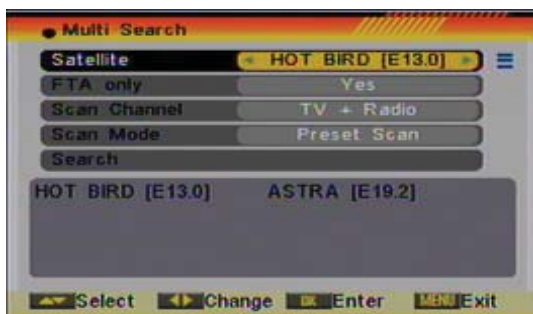 Multi Search
Satellite HOT BIRD [E13.0]
FTA only Yes
Scan Channel TV + Radio
Scan Mode Preset Scan
Search
HOT BIRD [E13.0] ASTRA [E19.2]
Select Change OK Enter MENU Exit